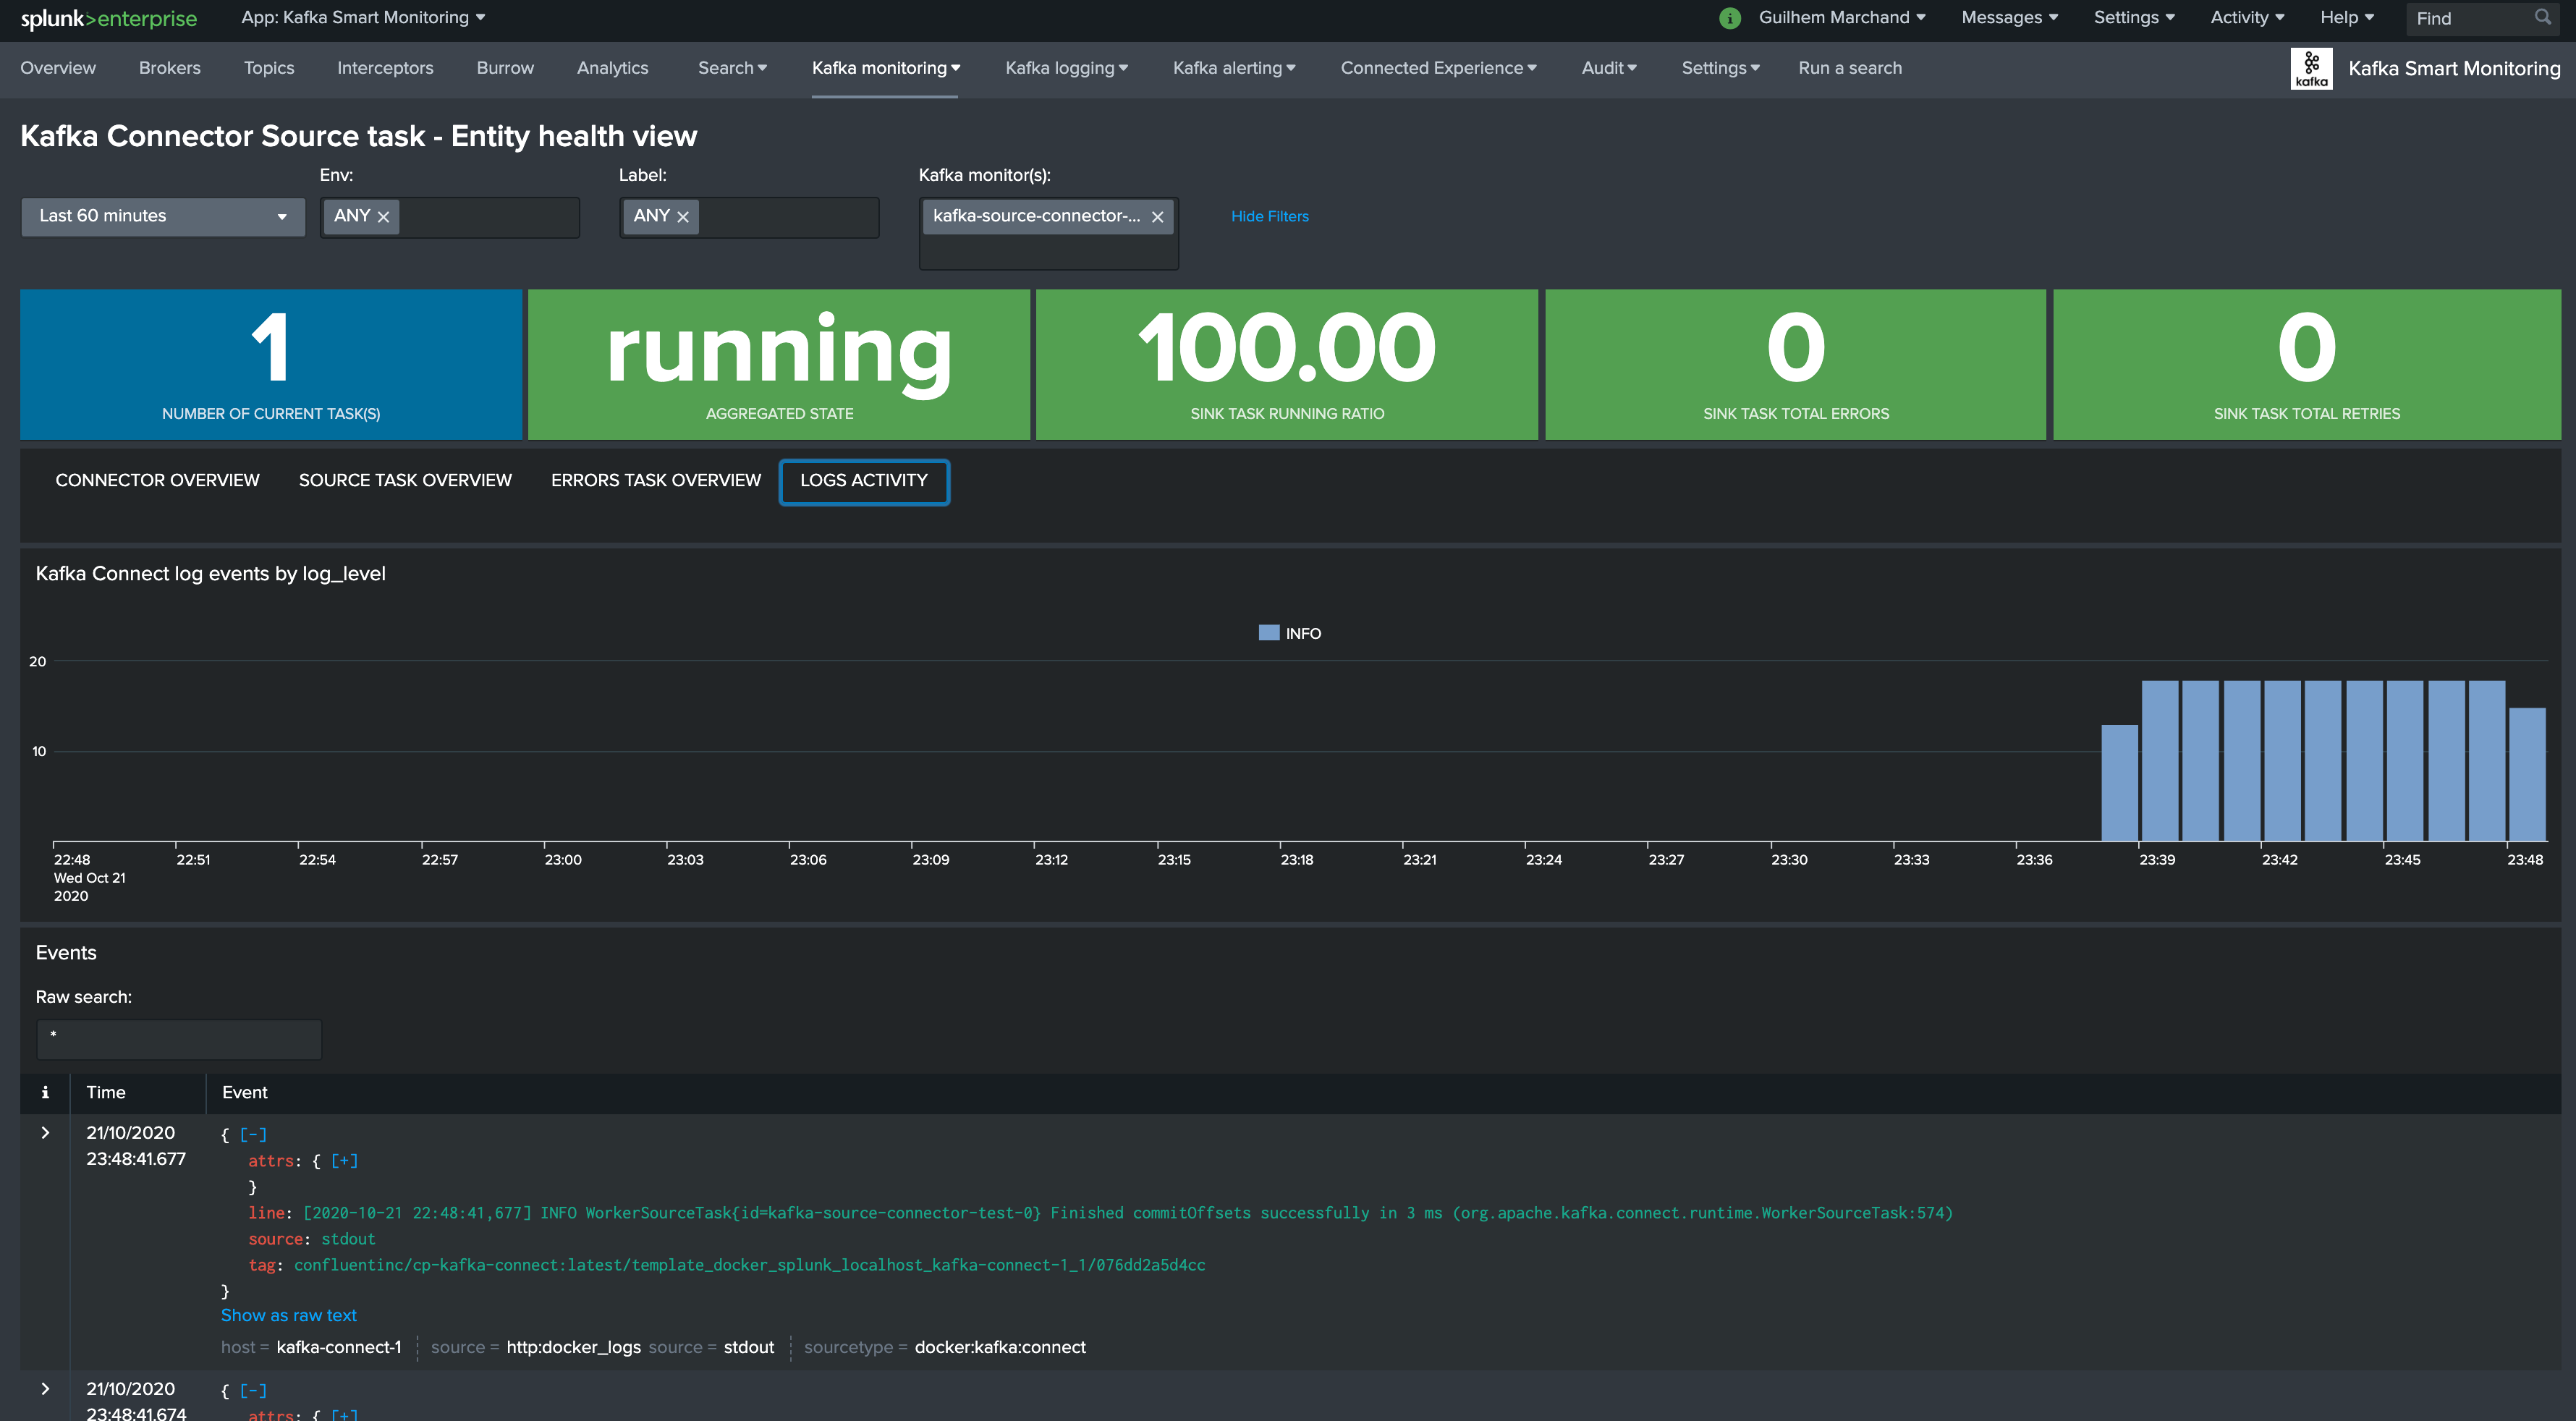 splunk>enterprise App: Kafka Smart Monitoring i Guilhem Marchand Messages Settings Activity Help Find
Overview Brokers Topics Interceptors Burrow Analytics Search Kafka monitoring Kafka logging Kafka alerting Connected Experience Audit Settings Run a search kafka Kafka Smart Monitoring
Kafka Connector Source task - Entity health view
Env: Label: Kafka monitor(s):
Last 60 minutes ANY ANY kafka-source-connector-... Hide Filters
1 running 100.00 0 0
NUMBER OF CURRENT TASK(S) AGGREGATED STATE SINK TASK RUNNING RATIO SINK TASK TOTAL ERRORS SINK TASK TOTAL RETRIES
CONNECTOR OVERVIEW SOURCE TASK OVERVIEW ERRORS TASK OVERVIEW LOGS ACTIVITY
Kafka Connect log events by log_level
INFO
20
10
22:48 22:51 22:54 22:57 23:00 23:03 23:06 23:09 23:12 23:15 23:18 23:21 23:24 23:27 23:30 23:33 23:36 23:39 23:42 23:45 23:48
Wed Oct 21
2020
Events
Raw search:
*
i Time Event
21/10/2020 { [-]
23:48:41.677 attrs: { [+]
}
line: [2020-10-21 22:48:41,677] INFO WorkerSourceTask{id=kafka-source-connector-test-0} Finished commitOffsets successfully in 3 ms (org.apache.kafka.connect.runtime.WorkerSourceTask:574)
source: stdout
tag: confluentinc/cp-kafka-connect:latest/template_docker_splunk_localhost_kafka-connect-1_1/076dd2a5d4cc
}
Show as raw text
host = kafka-connect-1 source = http:docker_logs source = stdout sourcetype = docker:kafka:connect
21/10/2020 { [-]
23:48:41.674 attrs: { [+]